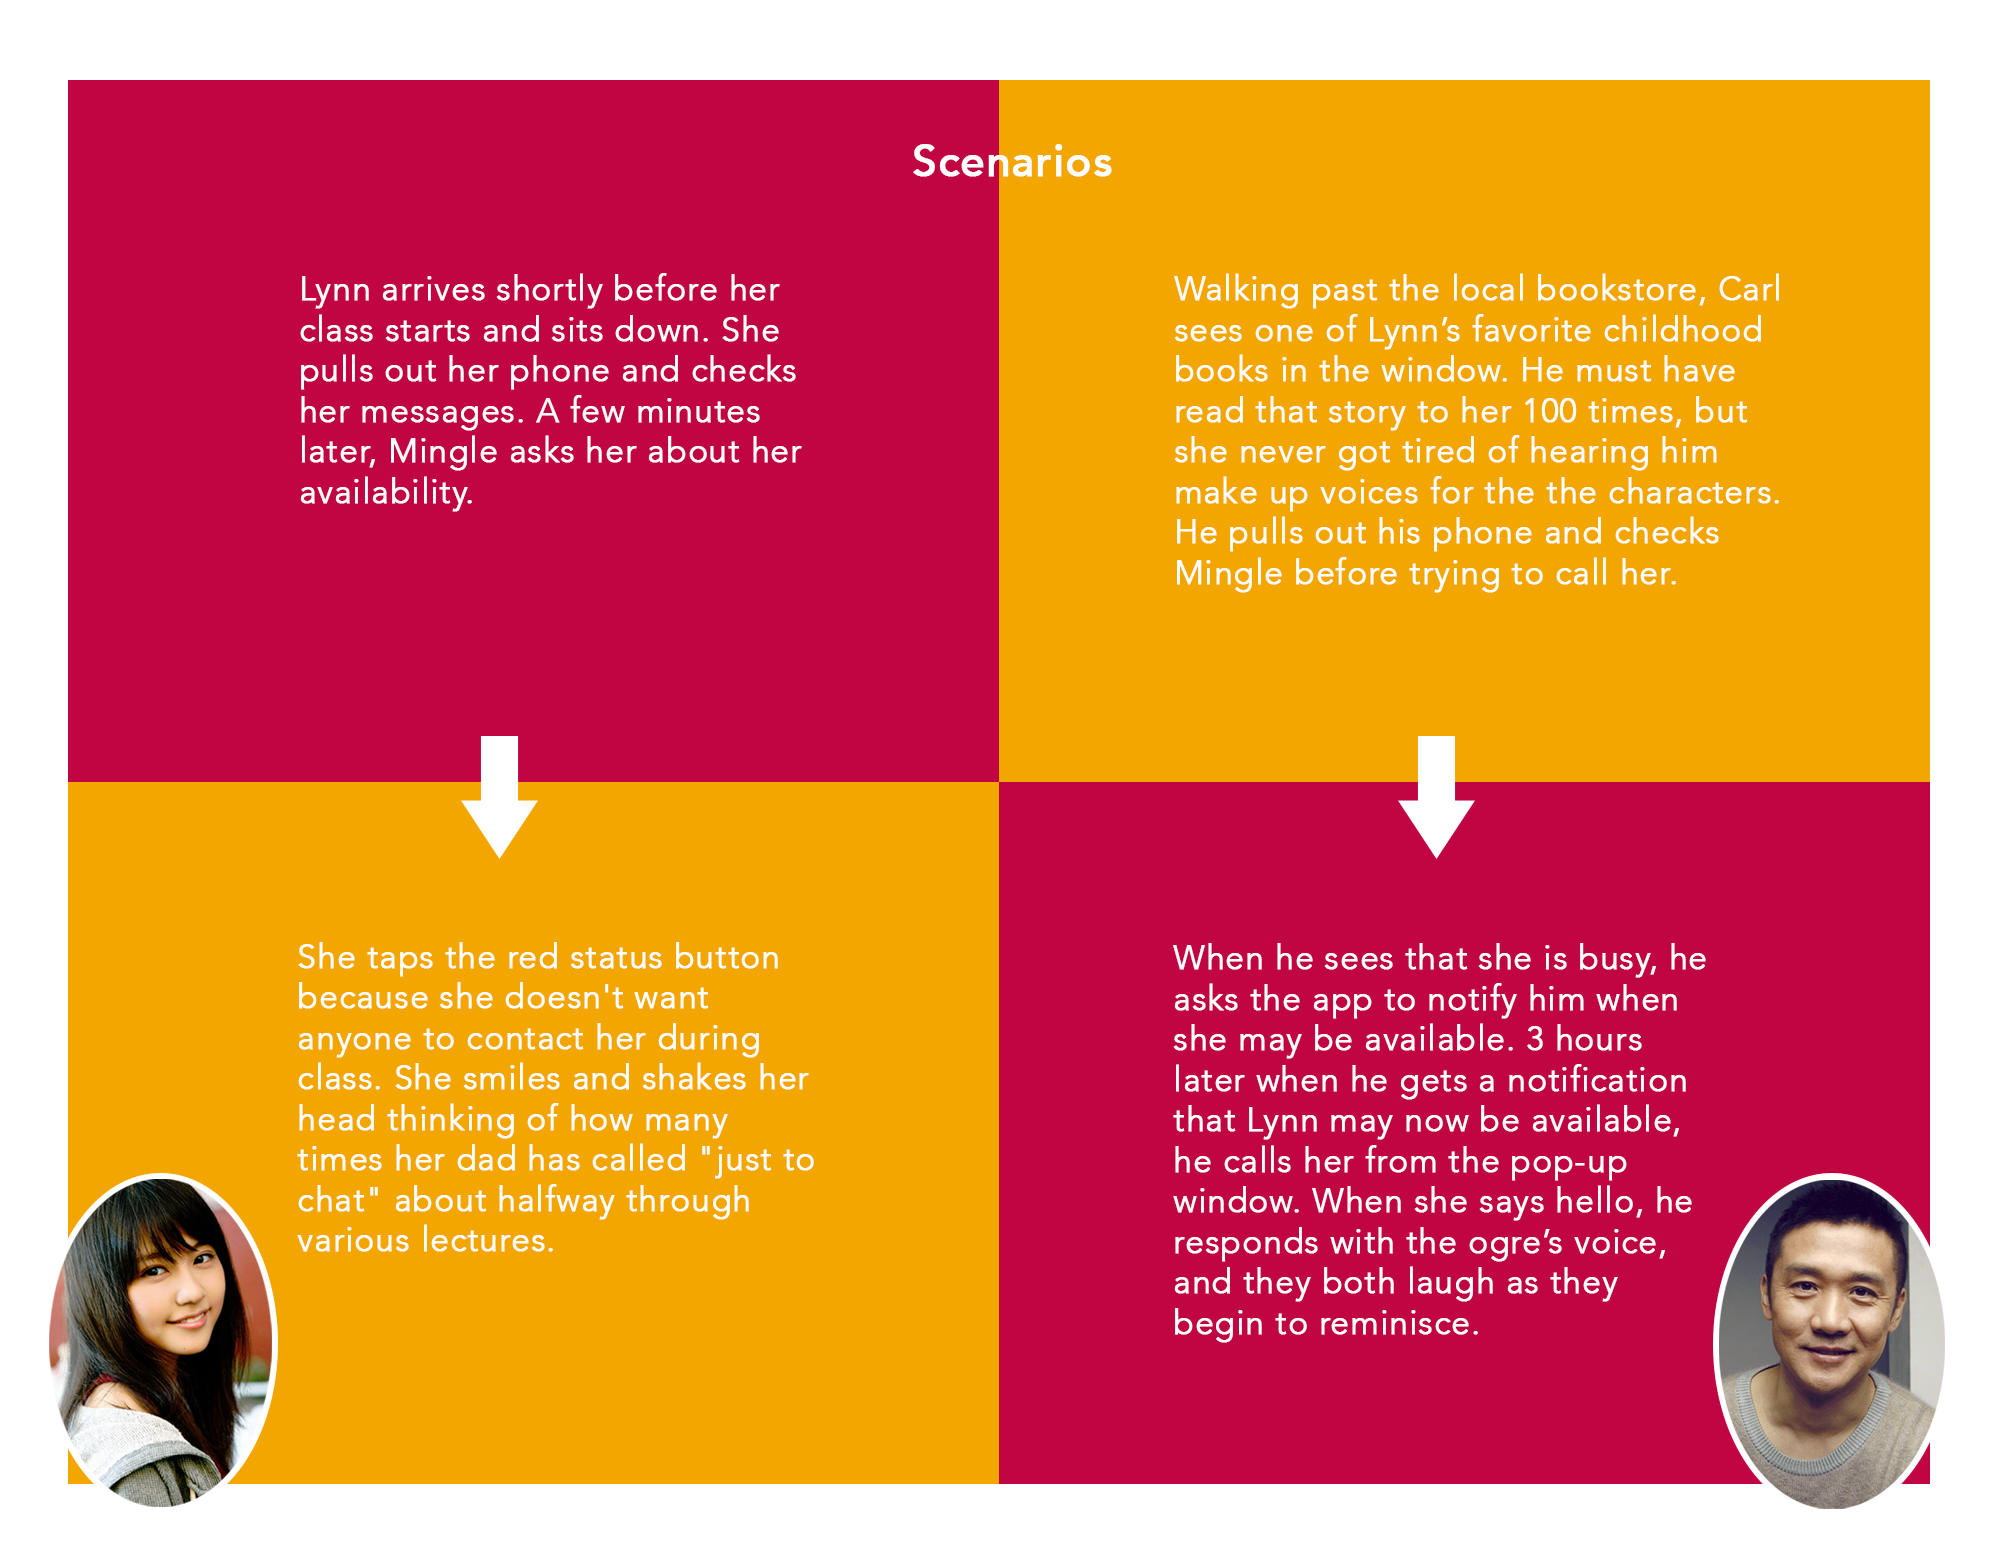 Scenarios
Lynn arrives shortly before her
class starts and sits down. She
pulls out her phone and checks
her messages. A few minutes
later, Mingle asks her about her
availability.
She taps the red status button
because she doesn't want
anyone to contact her during
class. She smiles and shakes her
head thinking of how many
times her dad has called "just to
chat" about halfway through
various lectures.
Walking past the local bookstore, Carl
sees one of Lynn’s favorite childhood
books in the window. He must have
read that story to her 100 times, but
she never got tired of hearing him
make up voices for the the characters.
He pulls out his phone and checks
Mingle before trying to call her.
When he sees that she is busy, he
asks the app to notify him when
she may be available. 3 hours
later when he gets a notification
that Lynn may now be available,
he calls her from the pop-up
window. When she says hello, he
responds with the ogre’s voice,
and they both laugh as they
begin to reminisce.